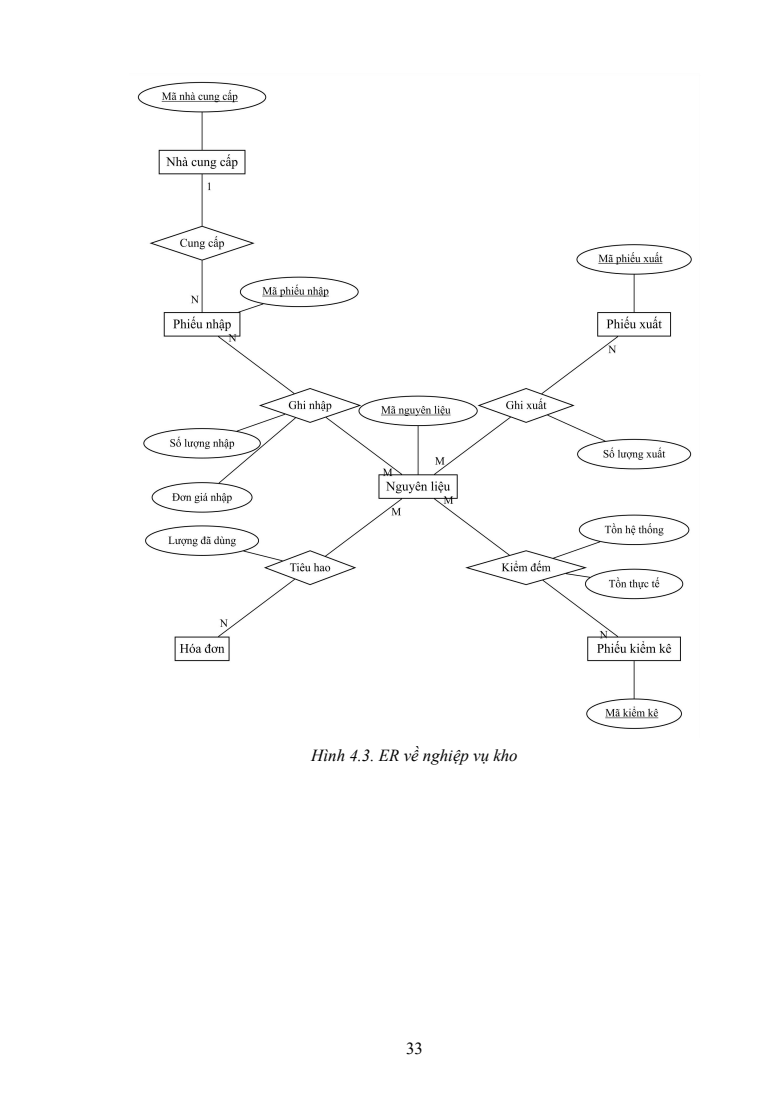 Mã nhà cung cấp
Nhà cung cấp
1
Cung cấp
Mã phiếu xuất
N
Mã phiếu nhập
Phiếu nhập
N
Phiếu xuất
N
Ghi nhập
Mã nguyên liệu
Ghi xuất
Số lượng nhập
Số lượng xuất
M
M
Nguyên liệu
Đơn giá nhập
M
M
Lượng đã dùng
Tồn hệ thống
Tiêu hao
Kiểm đếm
Tồn thực tế
N
N
Hóa đơn
Phiếu kiểm kê
Mã kiểm kê
Hình 4.3. ER về nghiệp vụ kho
33